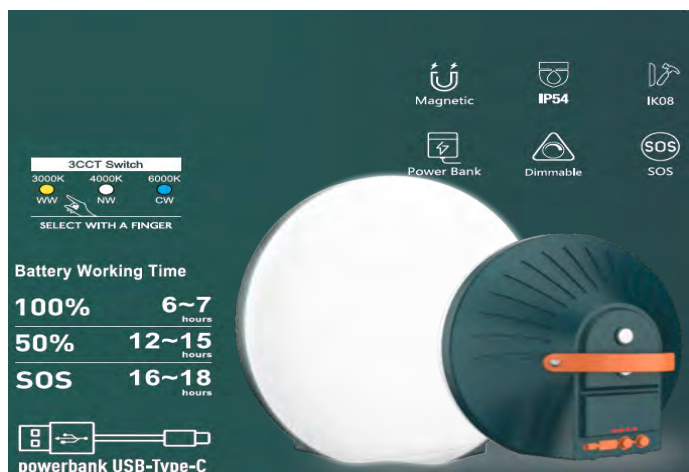 Magnetic
IP54
IK08
Power Bank
Dimmable
SOS
SOS
3CCT Switch
3000K 4000K 6000K
WW NW CW
SELECT WITH A FINGER
Battery Working Time
100% 6~7
hours
50% 12~15
hours
SOS 16~18
hours
powerbank USB-Type-C